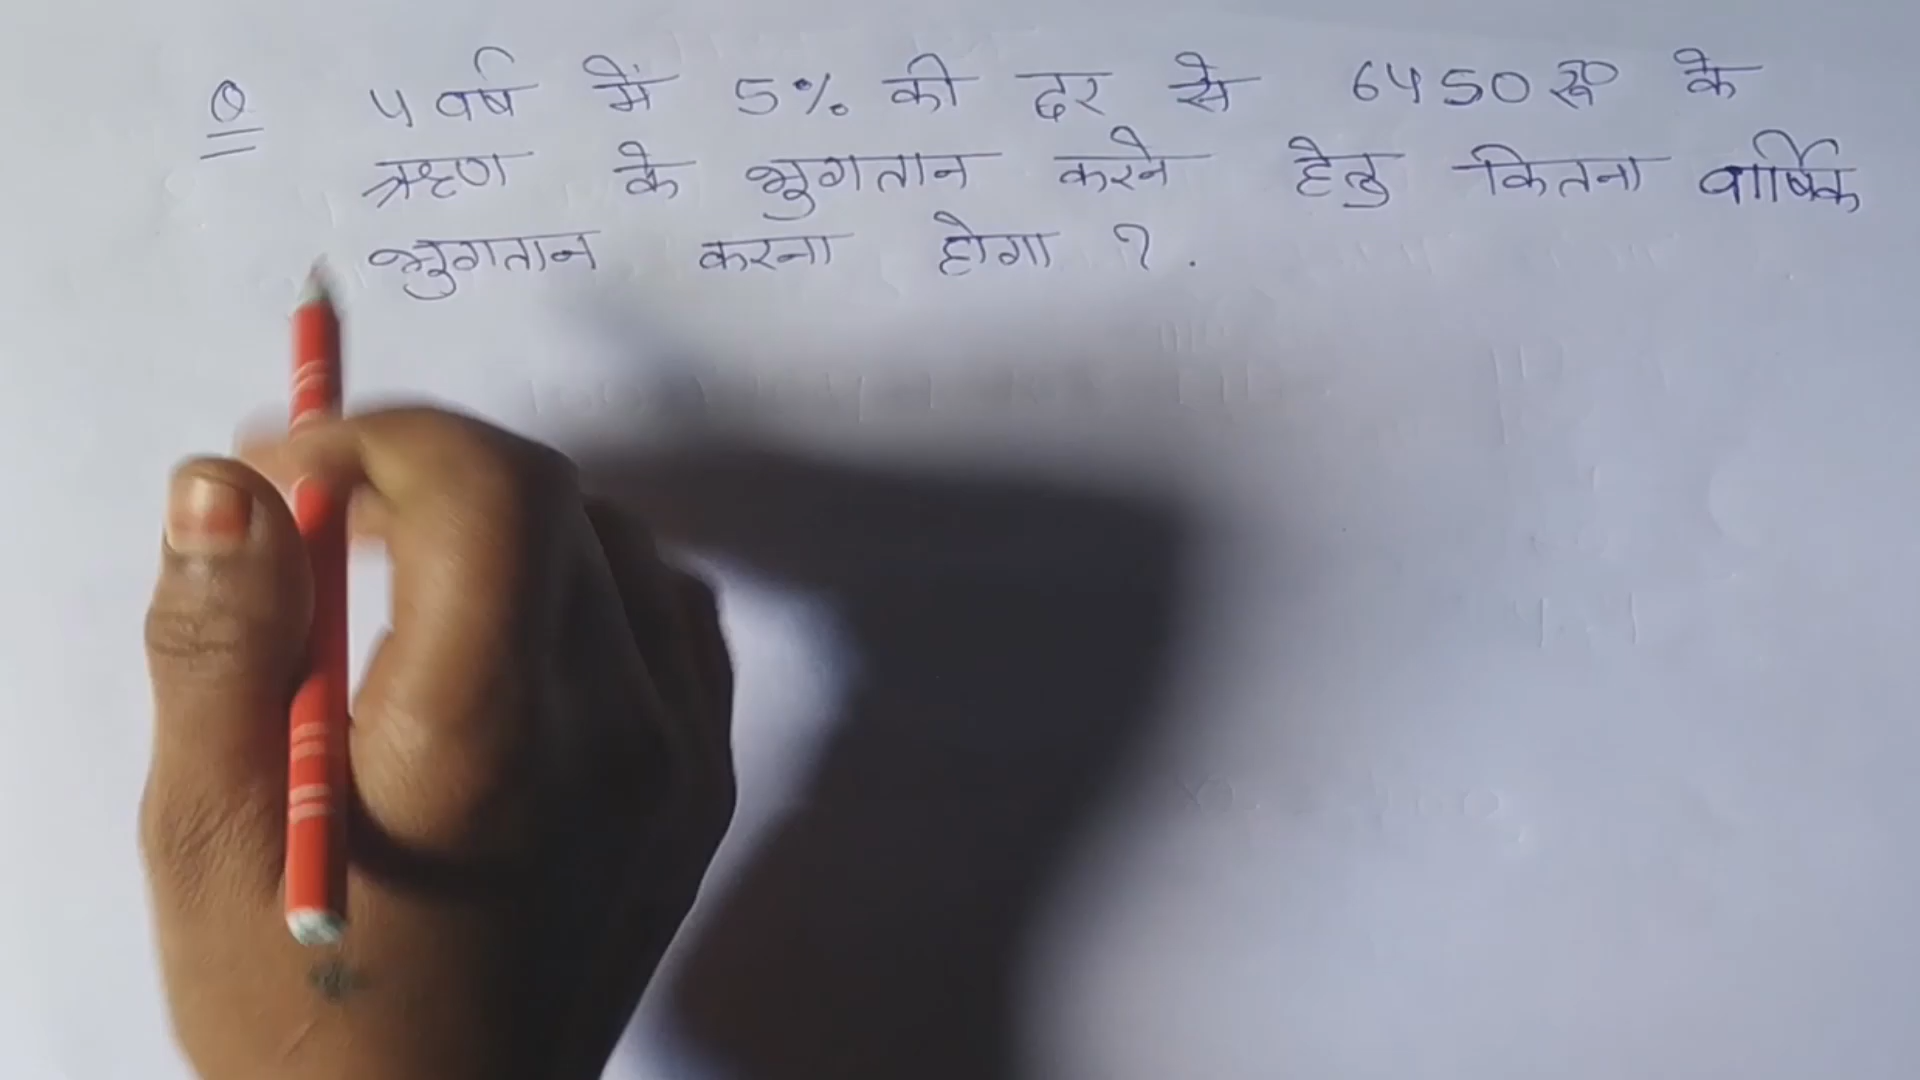 Q 4 वर्ष में 5% की दर से 6450 रू० के
ऋण के भुगतान करने हेतु कितना वार्षिक
भुगतान करना होगा ?.